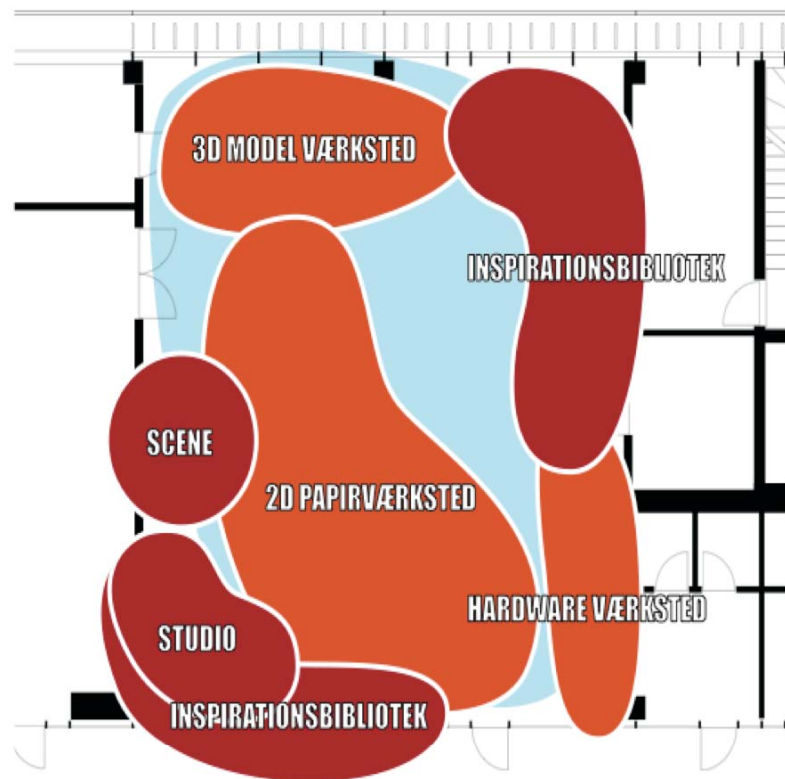 3D MODEL VÆRKSTED
INSPIRATIONSBIBLIOTEK
SCENE
2D PAPIRVÆRKSTED
HARDWARE VÆRKSTED
STUDIO
INSPIRATIONSBIBLIOTEK